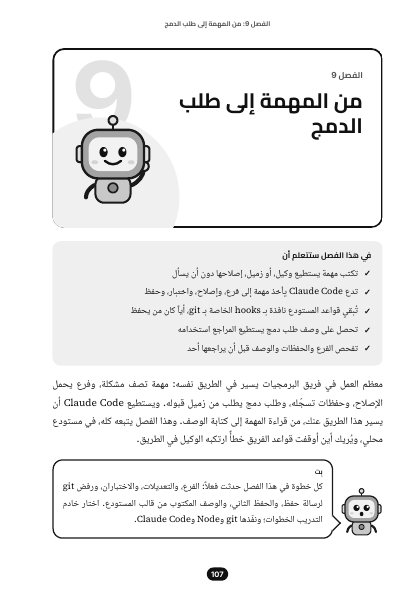 الفصل 9: من المهمة إلى طلب الدمج
9
الفصل 9
من المهمة إلى طلب
الدمج
في هذا الفصل ستتعلم أن
✓ تكتب مهمة يستطيع وكيل، أو زميل، إصلاحها دون أن يسأل
✓ تدع Claude Code يأخذ مهمة إلى فرع، وإصلاح، واختبار، وحفظ
✓ تُبقي قواعد المستودع نافذة بـ hooks الخاصة بـ git، أياً كان من يحفظ
✓ تحصل على وصف طلب دمج يستطيع المراجع استخدامه
✓ تفحص الفرع والحفظات والوصف قبل أن يراجعها أحد
معظم العمل في فريق البرمجيات يسير في الطريق نفسه: مهمة تصف مشكلة، وفرع يحمل
الإصلاح، وحفظات تسجّله، وطلب دمج يطلب من زميل قبوله. ويستطيع Claude Code أن
يسير هذا الطريق عنك، من قراءة المهمة إلى كتابة الوصف. وهذا الفصل يتبعه كله، في مستودع
محلي، ويُريك أين أوقفت قواعد الفريق خطأً ارتكبه الوكيل في الطريق.
بِت
كل خطوة في هذا الفصل حدثت فعلاً: الفرع، والتعديلات، والاختباران، ورفض git
لرسالة حفظ، والحفظ الثاني، والوصف المكتوب من قالب المستودع. اختار خادم
التدريب الخطوات؛ ونفّذها git وNode وClaude Code.
107